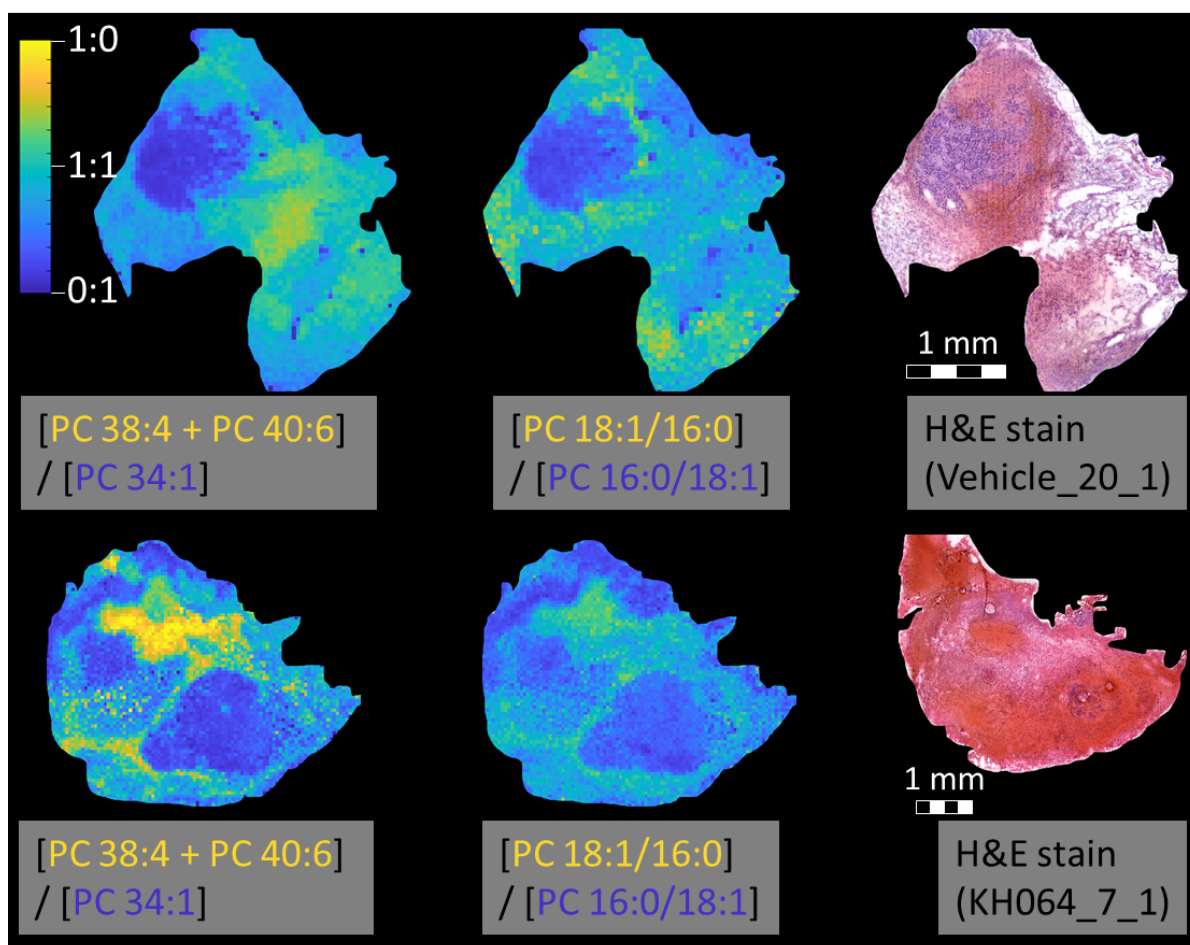 1:0
1:1
0:1
1 mm
[PC 38:4 + PC 40:6]
/ [PC 34:1]
[PC 18:1/16:0]
/ [PC 16:0/18:1]
H&E stain
(Vehicle_20_1)
1 mm
[PC 38:4 + PC 40:6]
/ [PC 34:1]
[PC 18:1/16:0]
/ [PC 16:0/18:1]
H&E stain
(KH064_7_1)